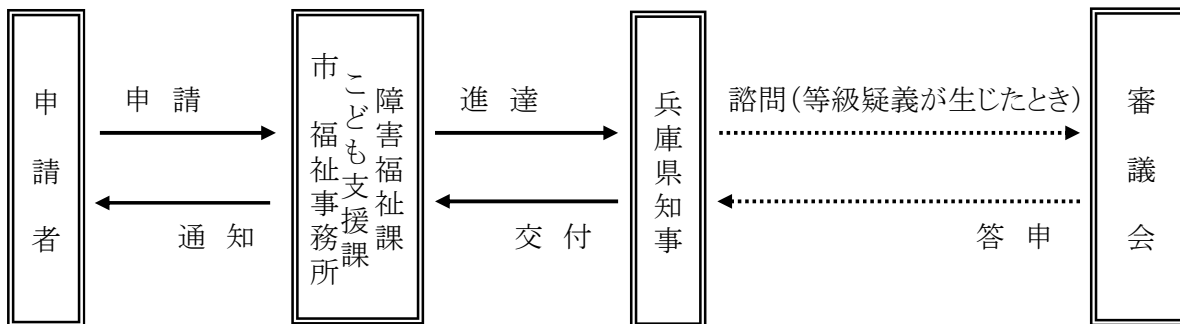 申請者
申請
通知
障害福祉課
こども支援課
市 福祉事務所
進達
交付
兵庫県知事
諮問(等級疑義が生じたとき)
答申
審議会